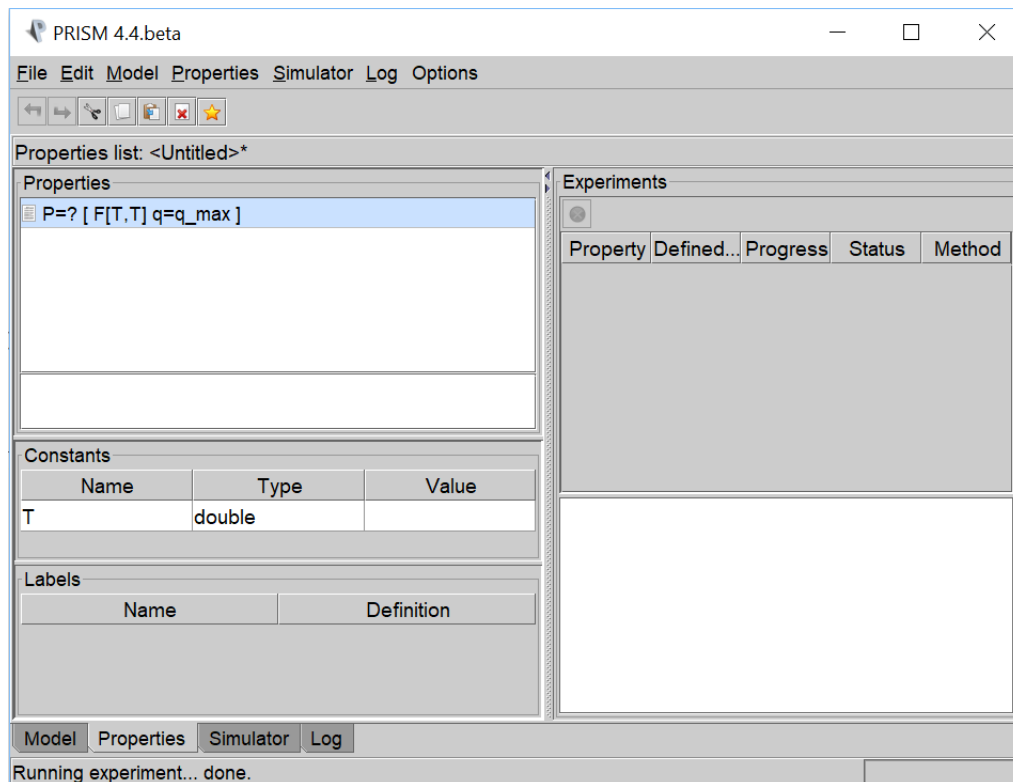 PRISM 4.4.beta
File Edit Model Properties Simulator Log Options
Properties list: <Untitled>*
Properties
P=? [ F[T,T] q=q_max ]
Constants
Name Type Value
T double
Labels
Name Definition
Experiments
Property Defined... Progress Status Method
Model Properties Simulator Log
Running experiment... done.